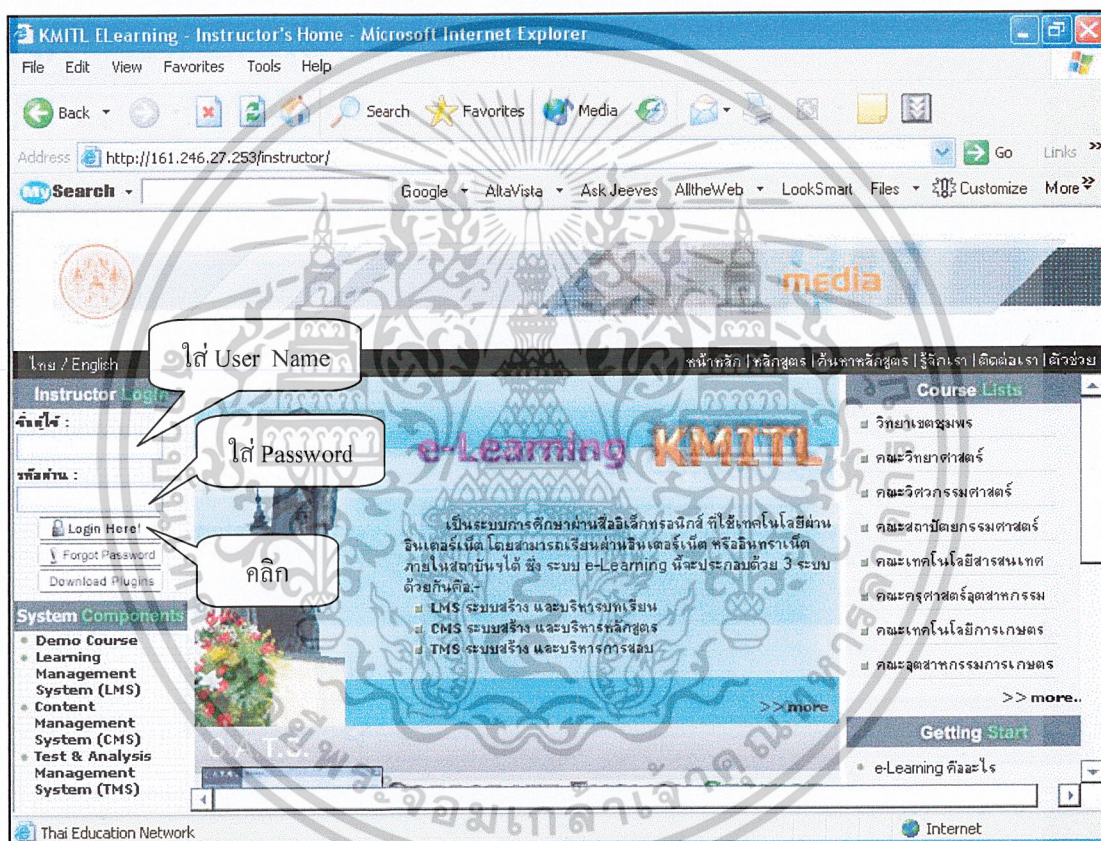 KMITL ELearning - Instructor's Home - Microsoft Internet Explorer
File Edit View Favorites Tools Help
Back Search Favorites Media
Address http://161.246.27.253/instructor/ Go Links »
MySearch Google AltaVista Ask Jeeves AlltheWeb LookSmart Files Customize More »
media
ไทย / English
หน้าหลัก | หลักสูตร | ค้นหาหลักสูตร | รู้จักเรา | ติดต่อเรา | ตัวช่วย
Instructor Login
ชื่อผู้ใช้ :
ใส่ User Name
รหัสผ่าน :
ใส่ Password
Login Here!
Forgot Password
Download Plugins
คลิก
System Components
Demo Course
Learning
Management
System (LMS)
Content
Management
System (CMS)
Test & Analysis
Management
System (TMS)
e-Learning KMITL
เป็นระบบการศึกษาผ่านสื่ออิเล็กทรอนิกส์ ที่ใช้เทคโนโลยีผ่าน
อินเตอร์เน็ต โดยสามารถเรียนผ่านอินเตอร์เน็ต หรืออินทราเน็ต
ภายในสถาบันฯได้ ซึ่ง ระบบ e-Learning นี้จะประกอบด้วย 3 ระบบ
ด้วยกันคือ.-
LMS ระบบสร้าง และบริหารบทเรียน
CMS ระบบสร้าง และบริหารหลักสูตร
TMS ระบบสร้าง และบริหารการสอบ
>> more
C.A.T.S.
Course Lists
วิทยาเขตชุมพร
คณะวิทยาศาสตร์
คณะวิศวกรรมศาสตร์
คณะสถาปัตยกรรมศาสตร์
คณะเทคโนโลยีสารสนเทศ
คณะครุศาสตร์อุตสาหกรรม
คณะเทคโนโลยีการเกษตร
คณะอุตสาหกรรมการเกษตร
>> more..
Getting Start
e-Learning คืออะไร
Thai Education Network
Internet